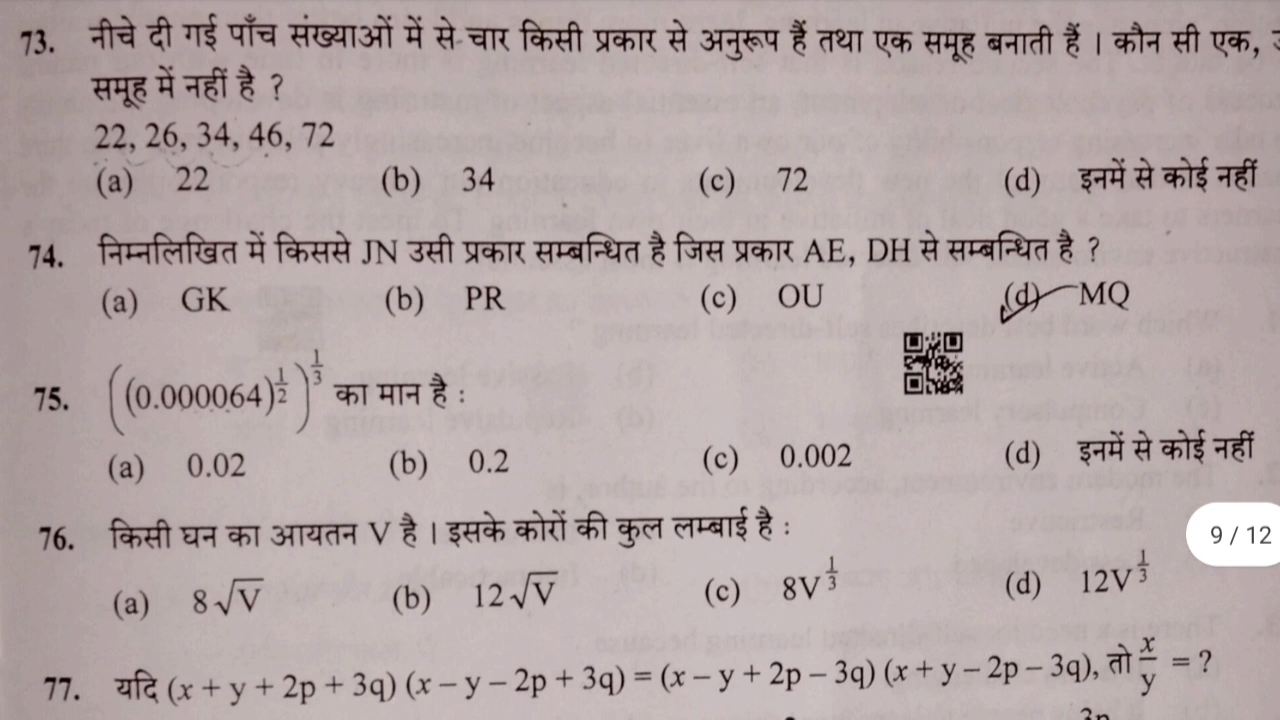 73. नीचे दी गई पाँच संख्याओं में से चार किसी प्रकार से अनुरूप हैं तथा एक समूह बनाती हैं । कौन सी एक,
समूह में नहीं है ?
22, 26, 34, 46, 72
(a) 22 (b) 34 (c) 72 (d) इनमें से कोई नहीं
74. निम्नलिखित में किससे JN उसी प्रकार सम्बन्धित है जिस प्रकार AE, DH से सम्बन्धित है ?
(a) GK (b) PR (c) OU (d) MQ
75. ((0.000064)^(1/2))^(1/3) का मान है :
(a) 0.02 (b) 0.2 (c) 0.002 (d) इनमें से कोई नहीं
76. किसी घन का आयतन V है । इसके कोरों की कुल लम्बाई है :
9 / 12
(a) 8√V (b) 12√V (c) 8V^(1/3) (d) 12V^(1/3)
77. यदि (x + y + 2p + 3q) (x – y – 2p + 3q) = (x – y + 2p – 3q) (x + y – 2p – 3q), तो x/y = ?
3p